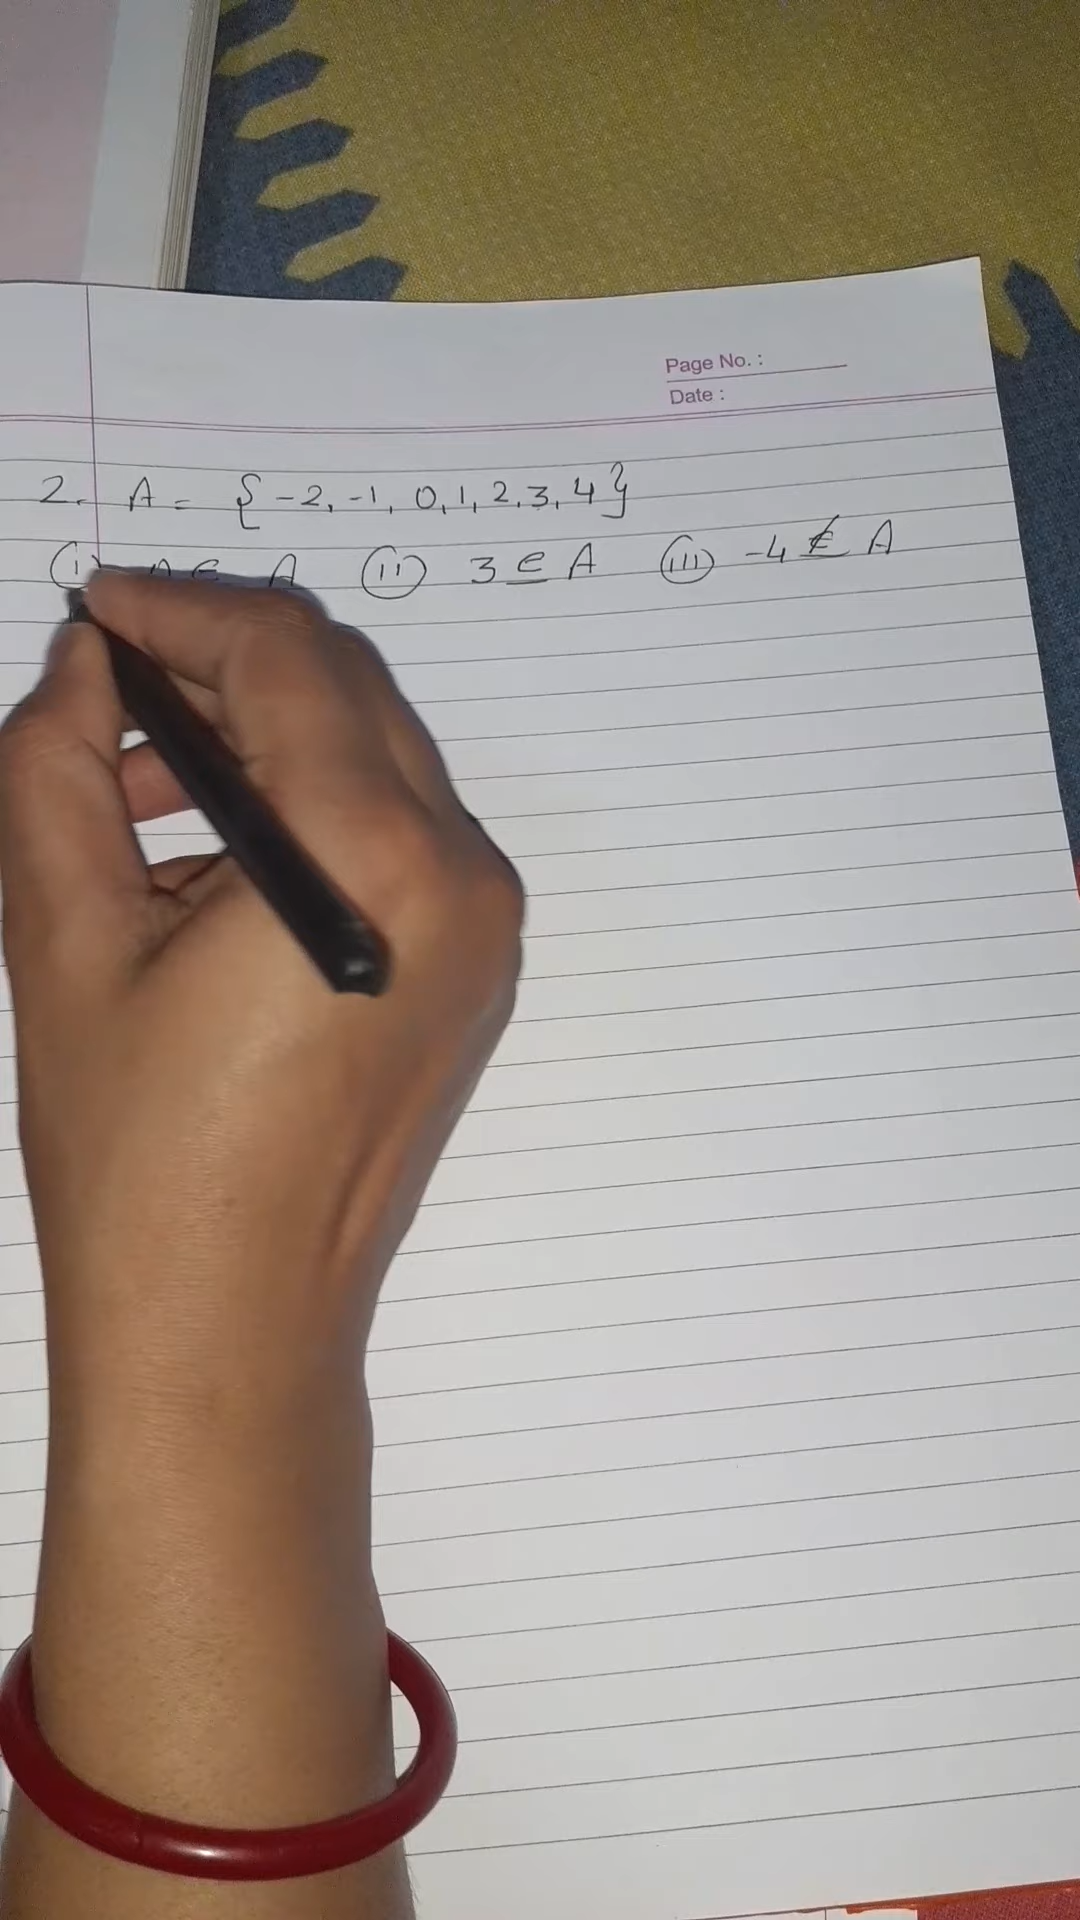 Page No. :
Date :
2. A = { -2, -1, 0, 1, 2, 3, 4 }
(i) ∈ A (ii) 3 ∈ A (iii) -4 ∉ A